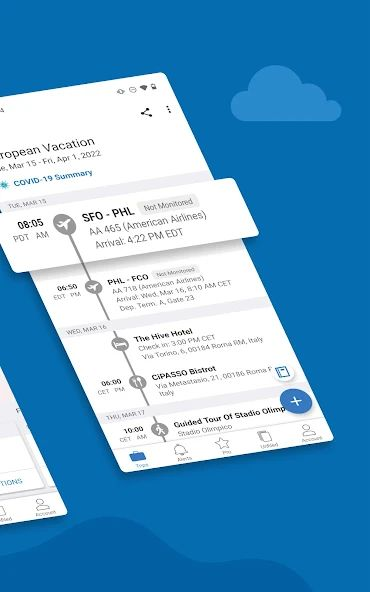 ropean Vacation
e, Mar 15 - Fri, Apr 1, 2022
COVID-19 Summary
TUE, MAR 15
08:05
PDT AM
SFO - PHL Not Monitored
AA 465 (American Airlines)
Arrival: 4:22 PM EDT
06:50
EDT PM
PHL - FCO Not Monitored
AA 718 (American Airlines)
Arrival: Wed, Mar 16, 8:10 AM CET
Dep. Term. A, Gate 23
WED, MAR 16
The Hive Hotel
Check in: 3:00 PM CET
Via Torino, 6, 00184 Roma RM, Italy
06:00
CET PM
CiPASSO Bistrot
Via Metastasio, 21, 00186 Roma
Italy
THU, MAR 17
10:00
CET AM
Guided Tour Of Stadio Olimp
Stadio Olimpico
Trips
Alerts
Pro
Unfiled
Account
TIONS
nfiled
Account